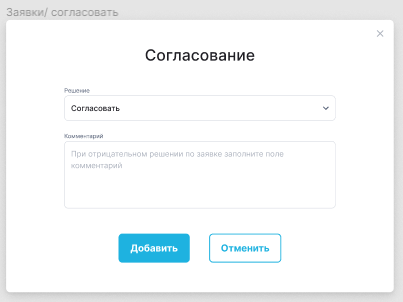 Заявки/ согласовать
Согласование
Решение
Согласовать
Комментарий
При отрицательном решении по заявке заполните поле
комментарий
Добавить
Отменить